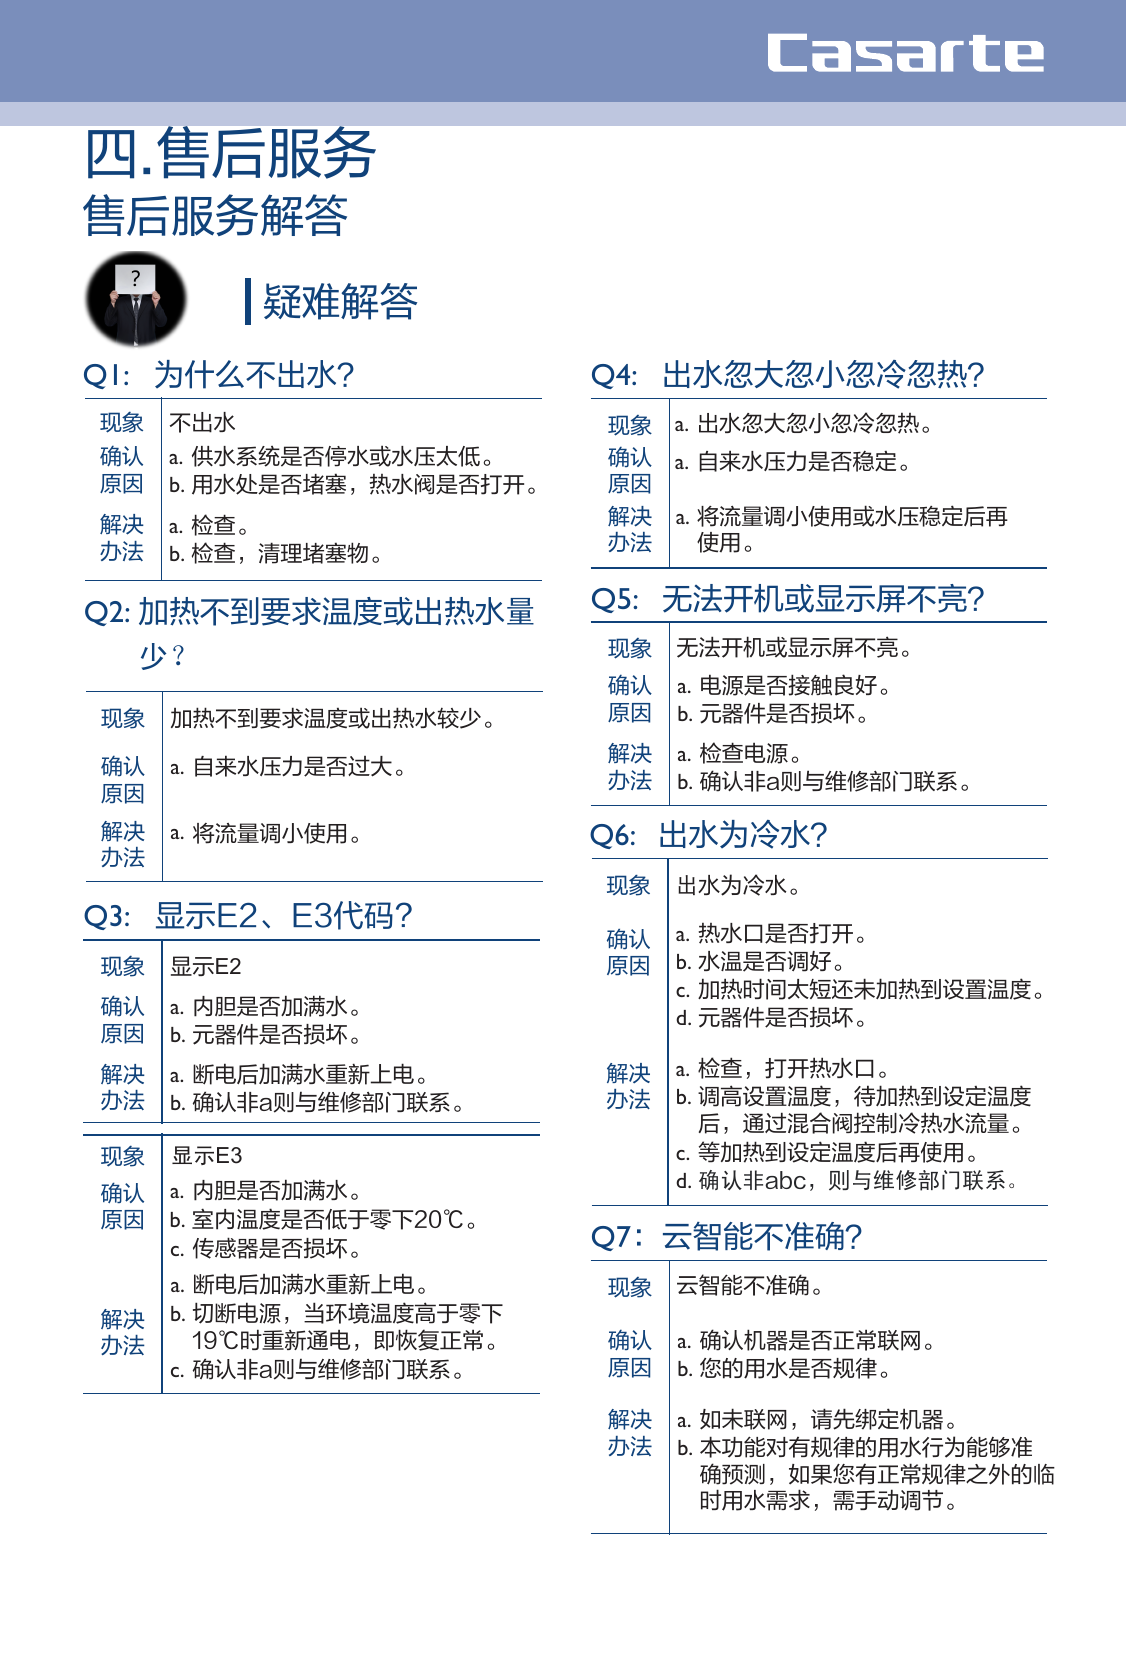 Casarte
四.售后服务
售后服务解答
?
疑难解答
Q1: 为什么不出水?
现象 不出水
确认原因 a. 供水系统是否停水或水压太低。
b. 用水处是否堵塞，热水阀是否打开。
解决办法 a. 检查。
b. 检查，清理堵塞物。
Q2: 加热不到要求温度或出热水量
少？
现象 加热不到要求温度或出热水较少。
确认原因 a. 自来水压力是否过大。
解决办法 a. 将流量调小使用。
Q3: 显示E2、E3代码?
现象 显示E2
确认原因 a. 内胆是否加满水。
b. 元器件是否损坏。
解决办法 a. 断电后加满水重新上电。
b. 确认非a则与维修部门联系。
现象 显示E3
确认原因 a. 内胆是否加满水。
b. 室内温度是否低于零下20℃。
c. 传感器是否损坏。
解决办法 a. 断电后加满水重新上电。
b. 切断电源，当环境温度高于零下
19℃时重新通电，即恢复正常。
c. 确认非a则与维修部门联系。
Q4: 出水忽大忽小忽冷忽热?
现象 a. 出水忽大忽小忽冷忽热。
确认原因 a. 自来水压力是否稳定。
解决办法 a. 将流量调小使用或水压稳定后再
使用。
Q5: 无法开机或显示屏不亮?
现象 无法开机或显示屏不亮。
确认原因 a. 电源是否接触良好。
b. 元器件是否损坏。
解决办法 a. 检查电源。
b. 确认非a则与维修部门联系。
Q6: 出水为冷水?
现象 出水为冷水。
确认原因 a. 热水口是否打开。
b. 水温是否调好。
c. 加热时间太短还未加热到设置温度。
d. 元器件是否损坏。
解决办法 a. 检查，打开热水口。
b. 调高设置温度，待加热到设定温度
后，通过混合阀控制冷热水流量。
c. 等加热到设定温度后再使用。
d. 确认非abc，则与维修部门联系。
Q7: 云智能不准确?
现象 云智能不准确。
确认原因 a. 确认机器是否正常联网。
b. 您的用水是否规律。
解决办法 a. 如未联网，请先绑定机器。
b. 本功能对有规律的用水行为能够准
确预测，如果您有正常规律之外的临
时用水需求，需手动调节。